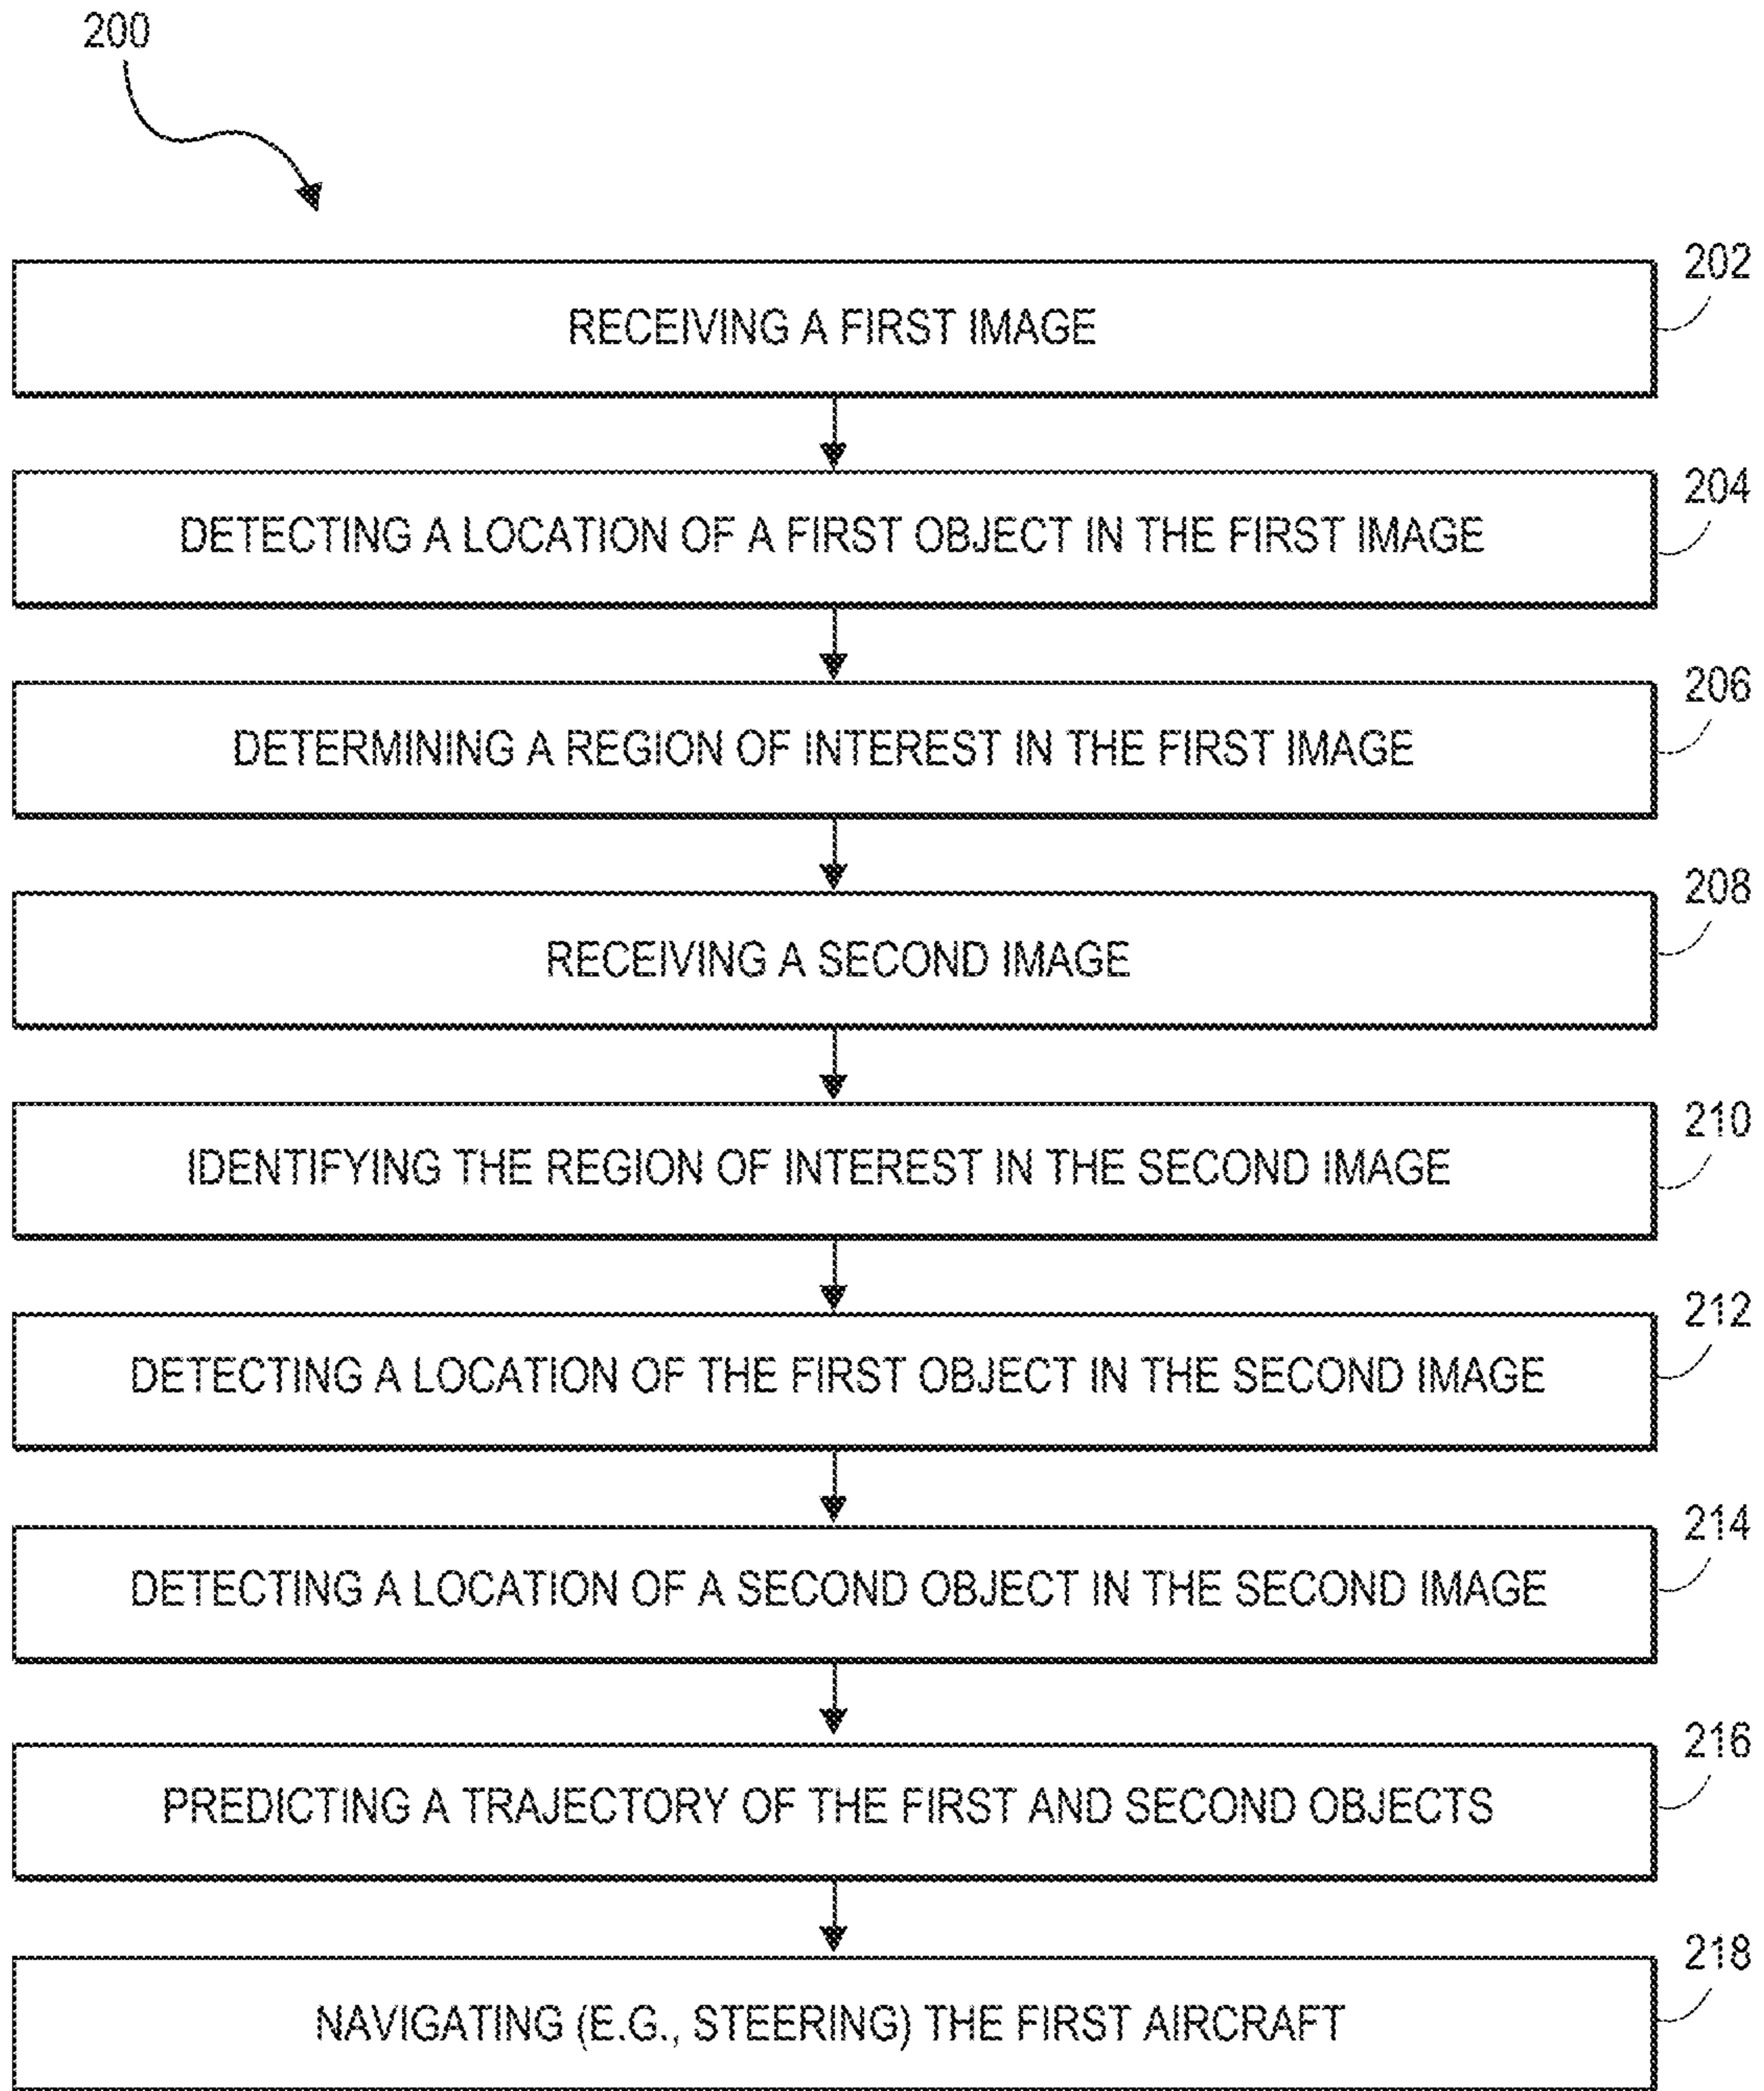 200
202
RECEIVING A FIRST IMAGE
204
DETECTING A LOCATION OF A FIRST OBJECT IN THE FIRST IMAGE
206
DETERMINING A REGION OF INTEREST IN THE FIRST IMAGE
208
RECEIVING A SECOND IMAGE
210
IDENTIFYING THE REGION OF INTEREST IN THE SECOND IMAGE
212
DETECTING A LOCATION OF THE FIRST OBJECT IN THE SECOND IMAGE
214
DETECTING A LOCATION OF A SECOND OBJECT IN THE SECOND IMAGE
216
PREDICTING A TRAJECTORY OF THE FIRST AND SECOND OBJECTS
218
NAVIGATING (E.G., STEERING) THE FIRST AIRCRAFT